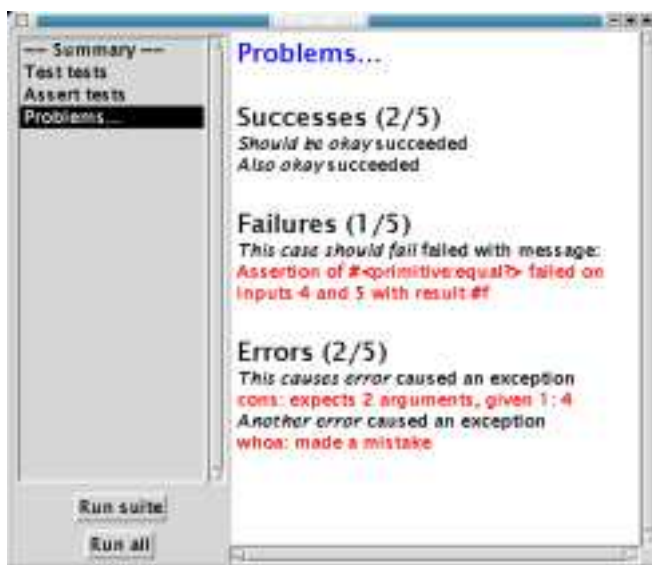 --- Summary ---
Test tests
Assert tests
Problems...
Run suite
Run all
Problems...
Successes (2/5)
Should be okay succeeded
Also okay succeeded
Failures (1/5)
This case should fail failed with message:
Assertion of #<primitive:equal?> failed on
inputs 4 and 5 with result #f
Errors (2/5)
This causes error caused an exception
cons: expects 2 arguments, given 1: 4
Another error caused an exception
whoa: made a mistake